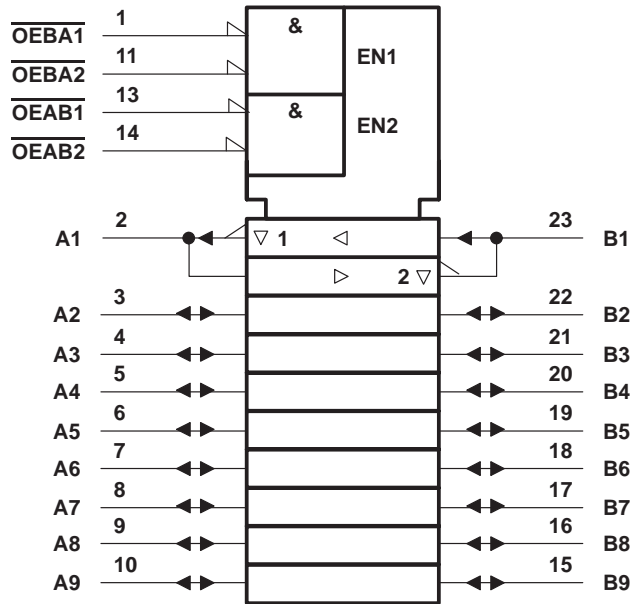 OEBA1 1 & EN1
OEBA2 11
OEAB1 13 & EN2
OEAB2 14
A1 2 1 23 B1
2
A2 3 22 B2
A3 4 21 B3
A4 5 20 B4
A5 6 19 B5
A6 7 18 B6
A7 8 17 B7
A8 9 16 B8
A9 10 15 B9